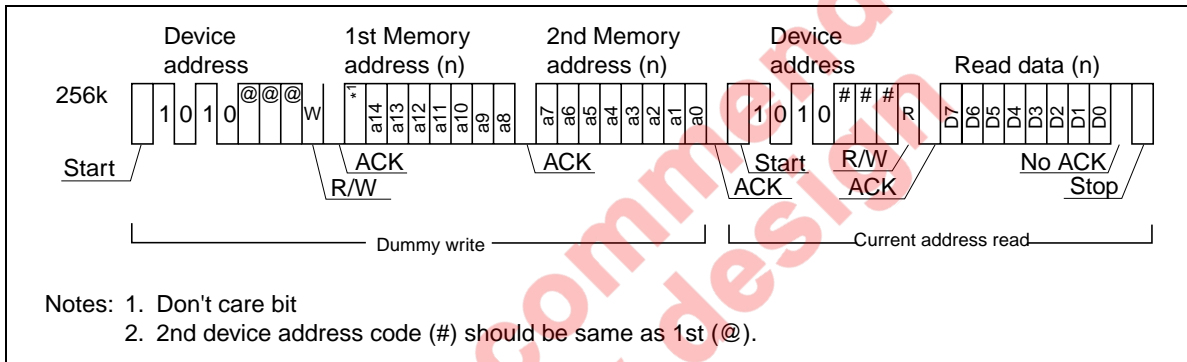 Device address
1st Memory address (n)
2nd Memory address (n)
Device address
Read data (n)
256k
1 0 1 0 @ @ @ W
*1 a14 a13 a12 a11 a10 a9 a8
a7 a6 a5 a4 a3 a2 a1 a0
1 0 1 0 # # # R
D7 D6 D5 D4 D3 D2 D1 D0
Start
ACK
R/W
ACK
ACK
Start
R/W
ACK
No ACK
Stop
Dummy write
Current address read
Notes: 1. Don't care bit
2. 2nd device address code (#) should be same as 1st (@).
commend
design